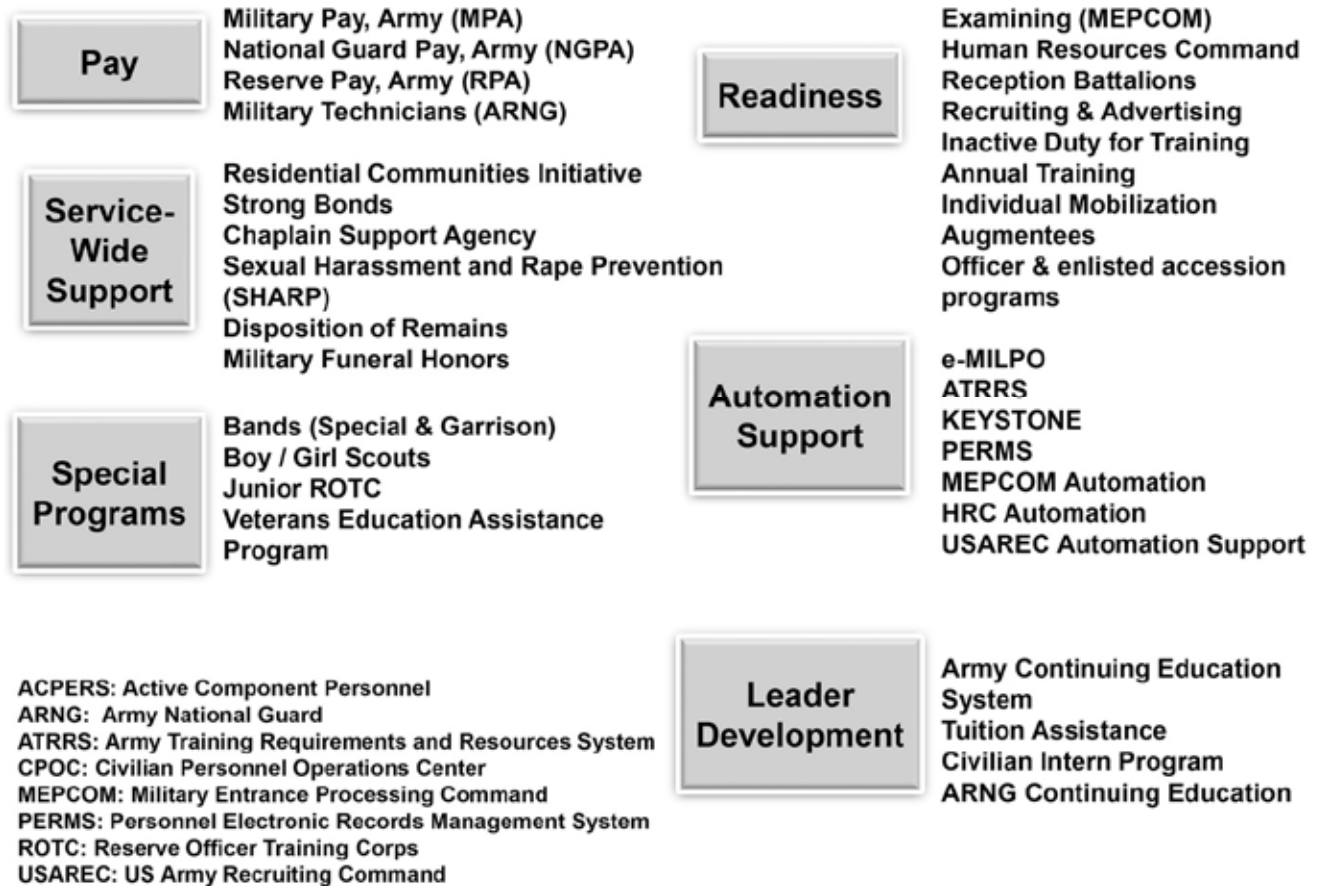 Pay
Military Pay, Army (MPA)
National Guard Pay, Army (NGPA)
Reserve Pay, Army (RPA)
Military Technicians (ARNG)
Service-
Wide
Support
Residential Communities Initiative
Strong Bonds
Chaplain Support Agency
Sexual Harassment and Rape Prevention
(SHARP)
Disposition of Remains
Military Funeral Honors
Special
Programs
Bands (Special & Garrison)
Boy / Girl Scouts
Junior ROTC
Veterans Education Assistance
Program
Readiness
Examining (MEPCOM)
Human Resources Command
Reception Battalions
Recruiting & Advertising
Inactive Duty for Training
Annual Training
Individual Mobilization
Augmentees
Officer & enlisted accession
programs
Automation
Support
e-MILPO
ATRRS
KEYSTONE
PERMS
MEPCOM Automation
HRC Automation
USAREC Automation Support
Leader
Development
Army Continuing Education
System
Tuition Assistance
Civilian Intern Program
ARNG Continuing Education
ACPERS: Active Component Personnel
ARNG: Army National Guard
ATRRS: Army Training Requirements and Resources System
CPOC: Civilian Personnel Operations Center
MEPCOM: Military Entrance Processing Command
PERMS: Personnel Electronic Records Management System
ROTC: Reserve Officer Training Corps
USAREC: US Army Recruiting Command